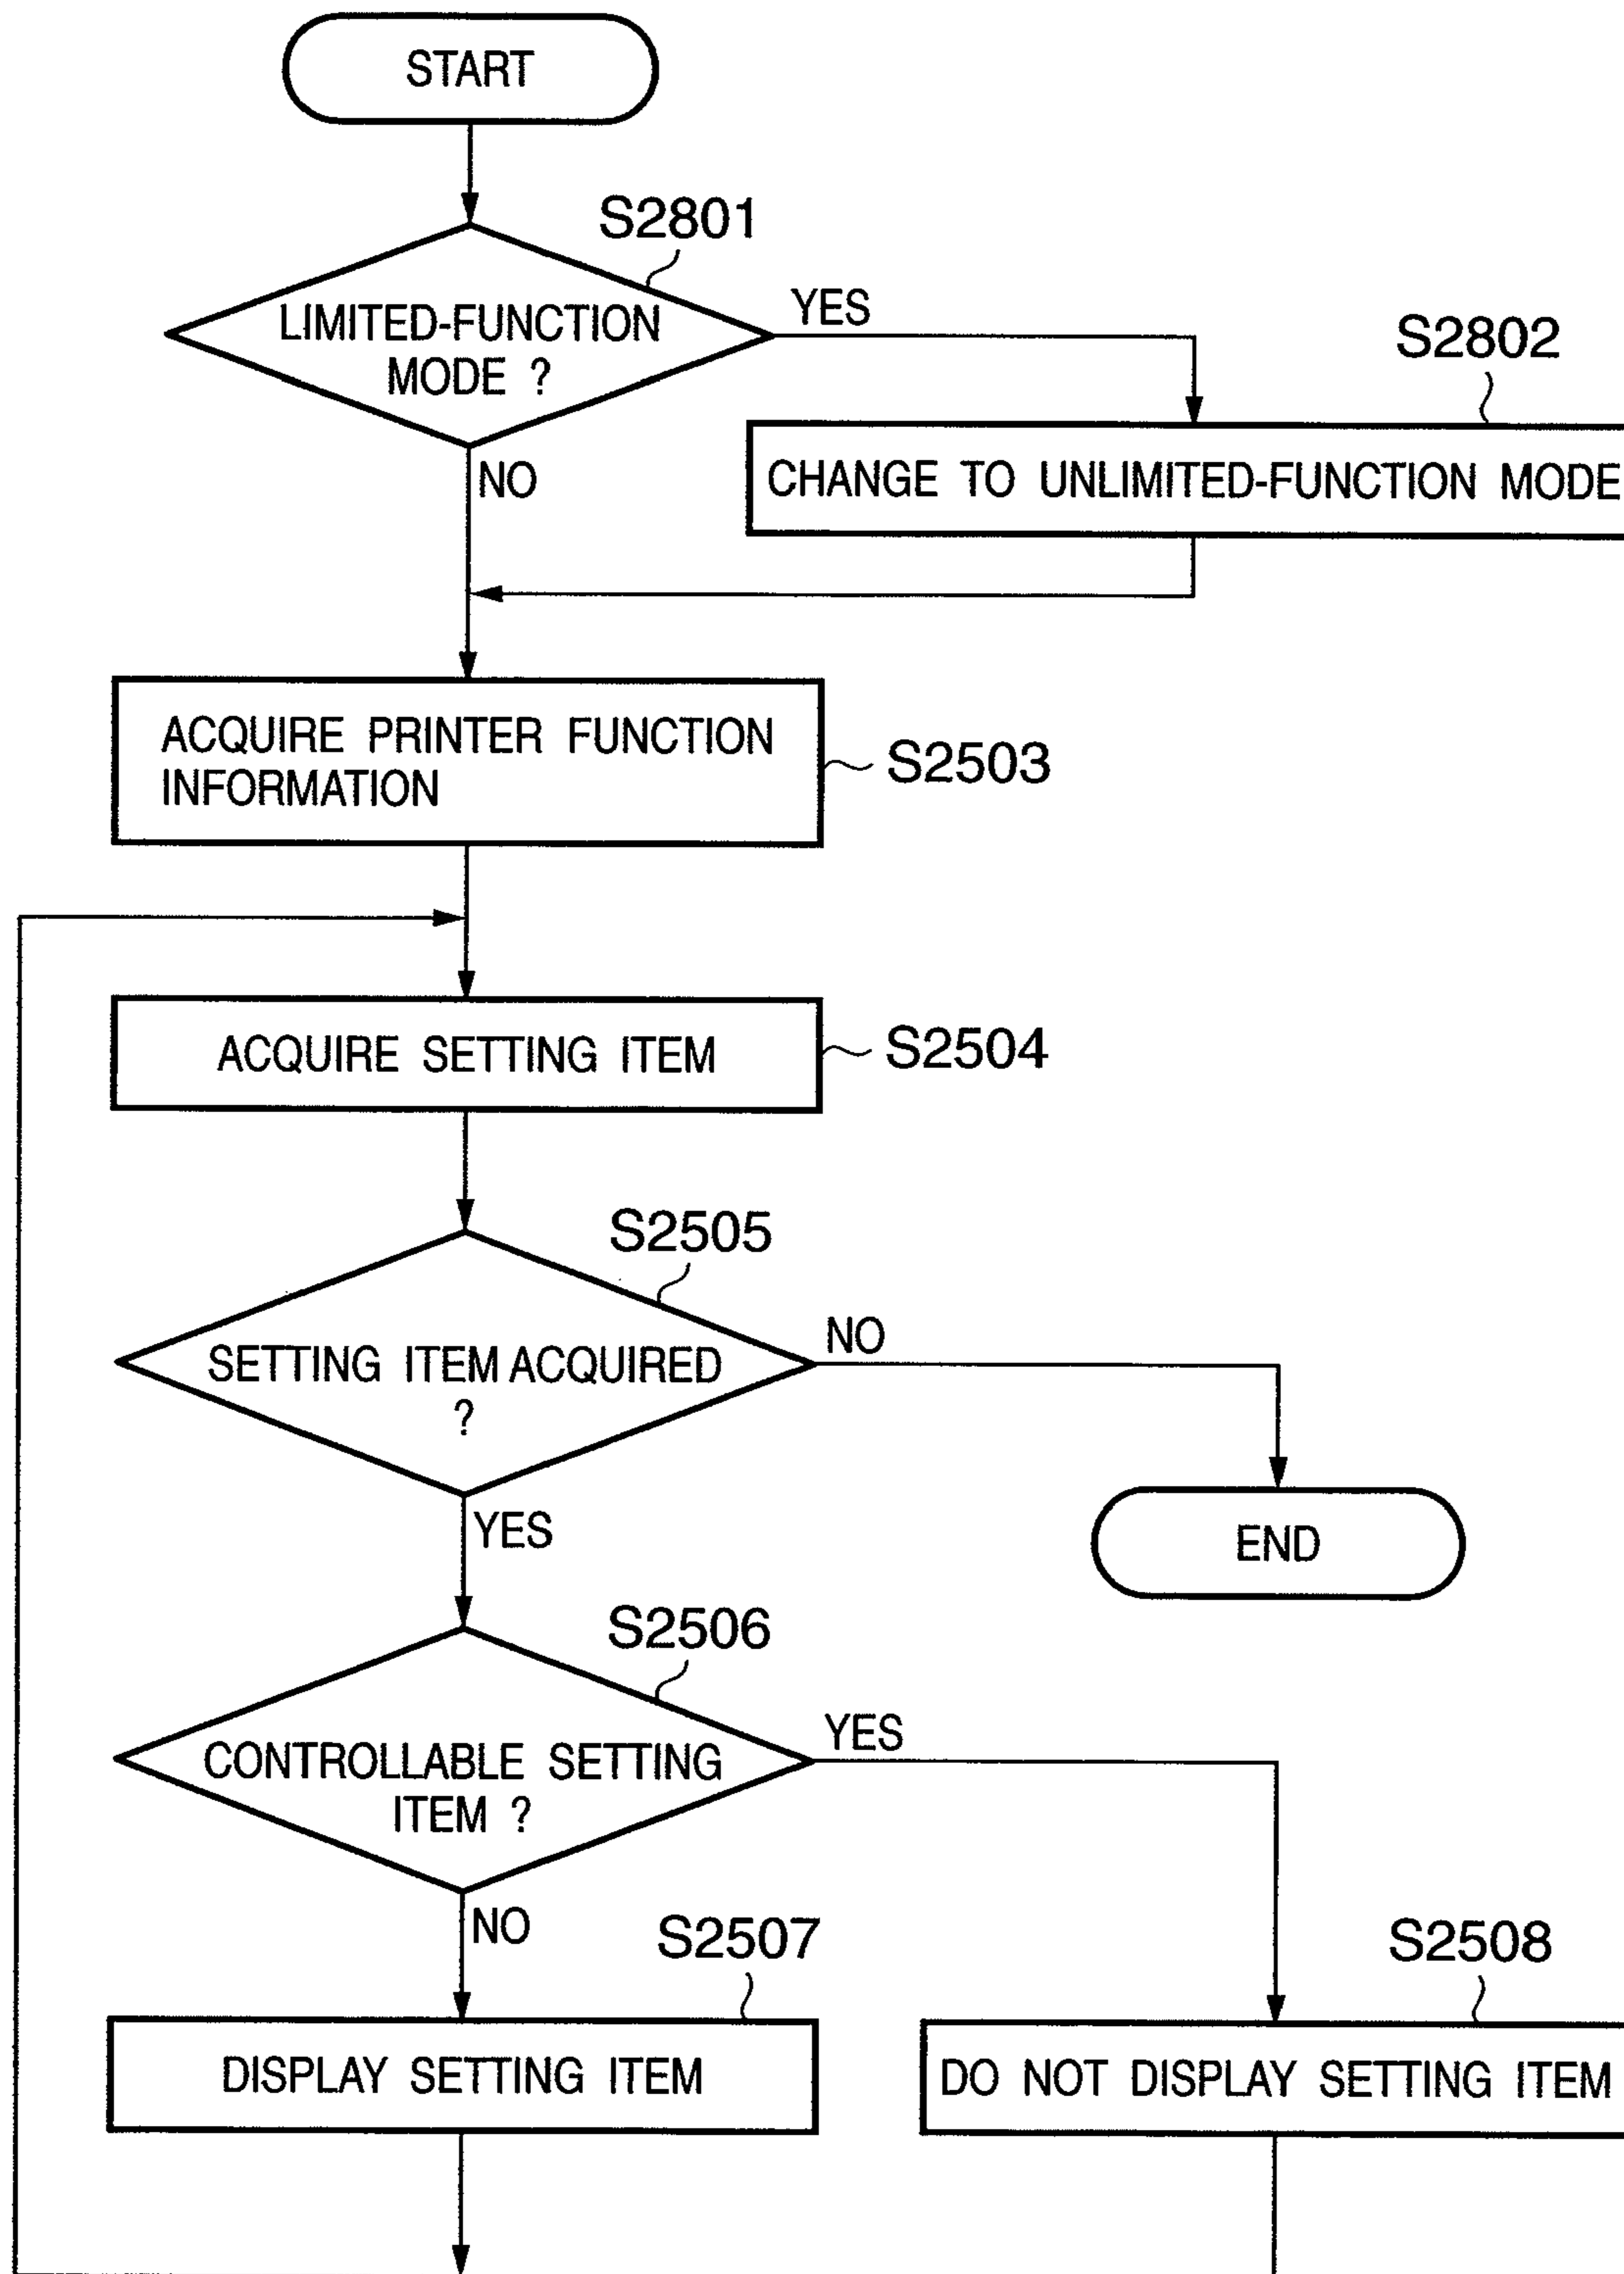 START
S2801
LIMITED-FUNCTION
MODE ?
YES
NO
S2802
CHANGE TO UNLIMITED-FUNCTION MODE
ACQUIRE PRINTER FUNCTION
INFORMATION
S2503
ACQUIRE SETTING ITEM
S2504
S2505
SETTING ITEM ACQUIRED
?
NO
YES
END
S2506
CONTROLLABLE SETTING
ITEM ?
YES
NO
S2507
DISPLAY SETTING ITEM
S2508
DO NOT DISPLAY SETTING ITEM